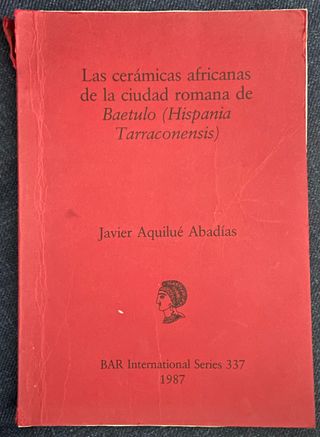 Las cerámicas africanas
de la ciudad romana de
Baetulo (Hispania
Tarraconensis)
Javier Aquilué Abadías
BAR International Series 337
1987